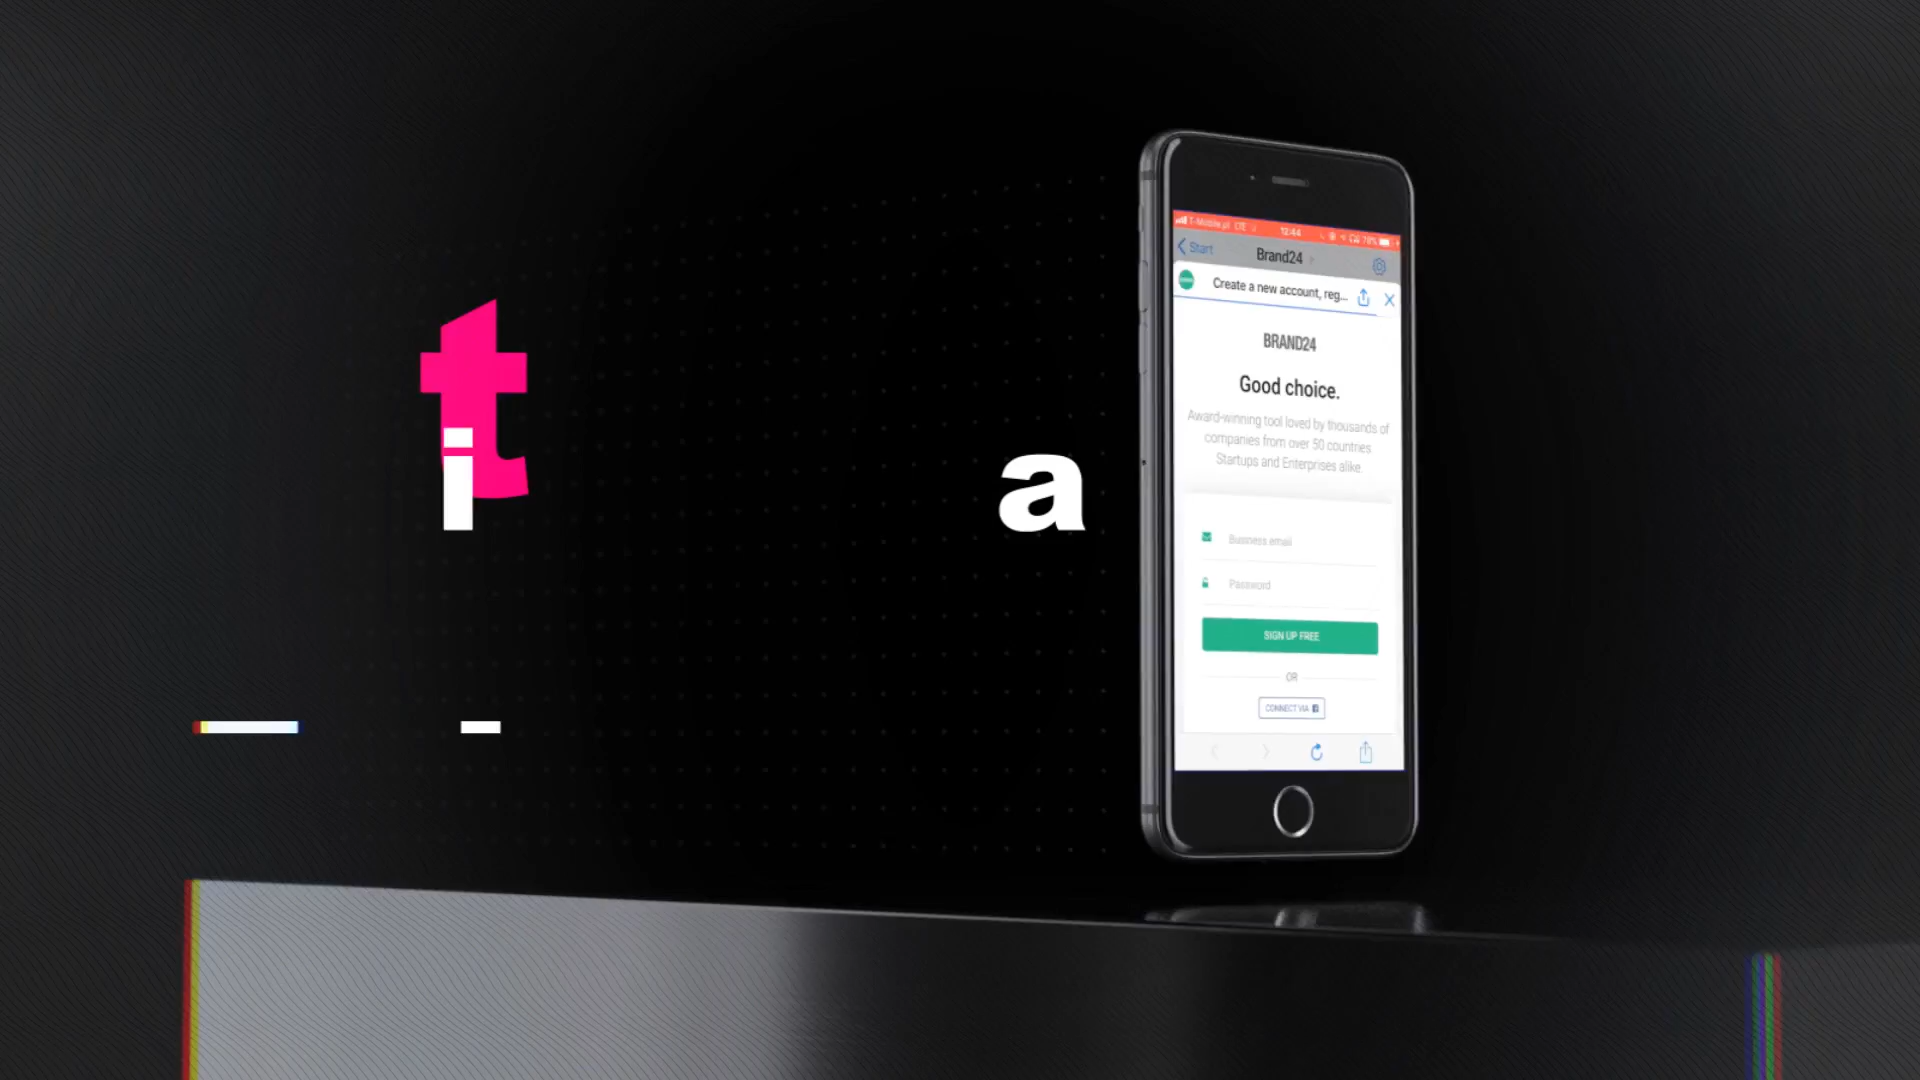 t
i
a
T-Mobile.pl LTE 12:44 78%
Start Brand24
Create a new account, reg...
BRAND24
Good choice.
Award-winning tool loved by thousands of
companies from over 50 countries
Startups and Enterprises alike.
Business email
Password
SIGN UP FREE
OR
CONNECT VIA